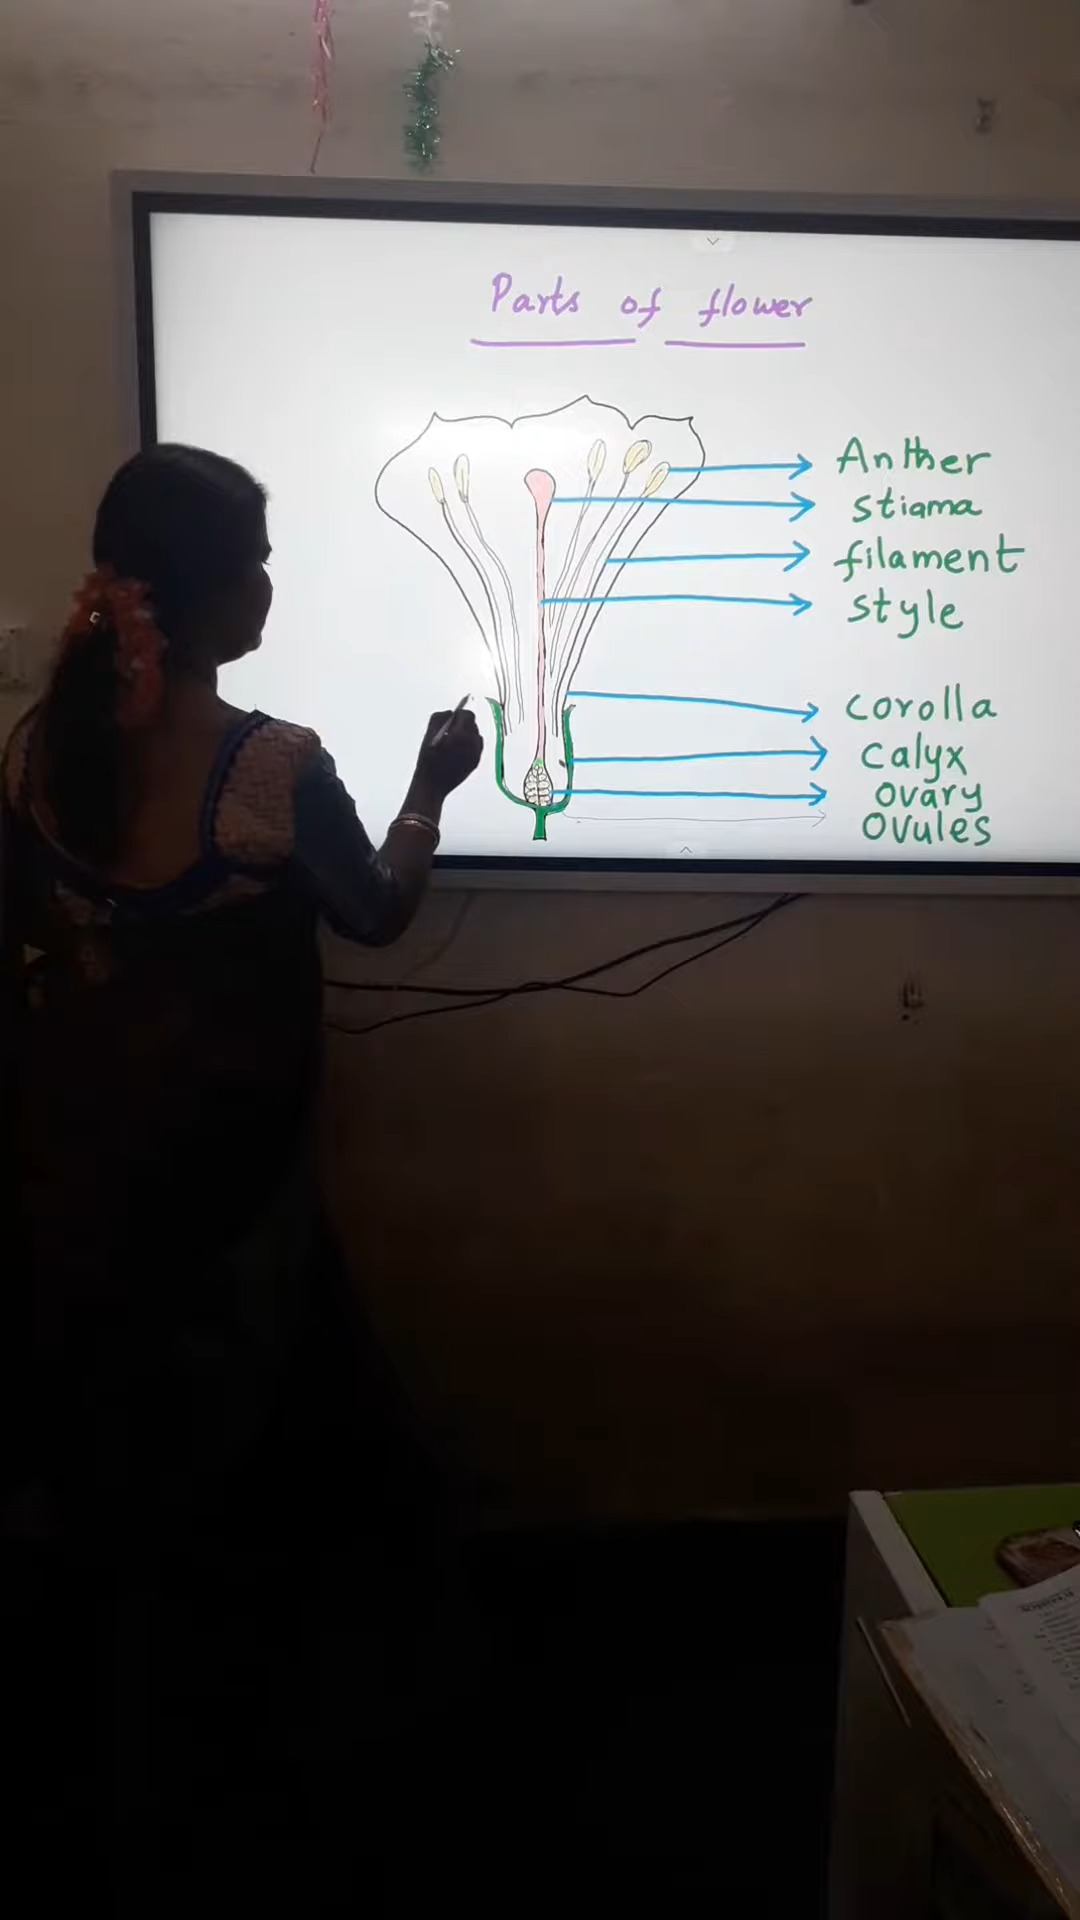 Parts of flower
Anther
stiama
filament
style
corolla
calyx
ovary
ovules